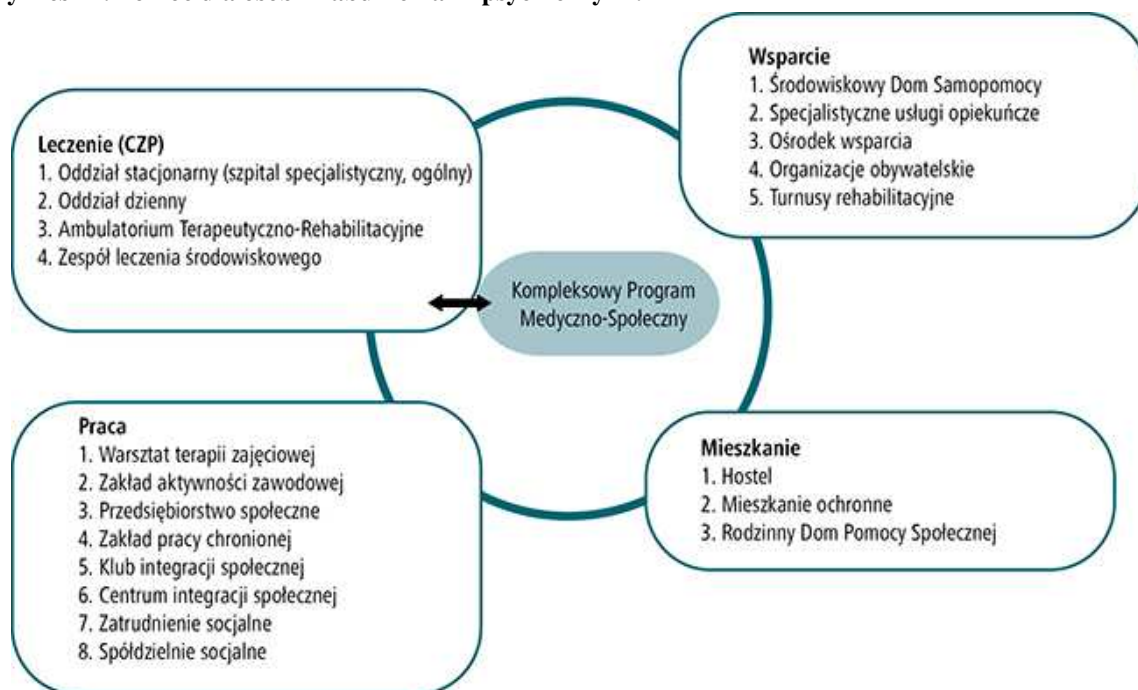 Leczenie (CZP)
1. Oddział stacjonarny (szpital specjalistyczny, ogólny)
2. Oddział dzienny
3. Ambulatorium Terapeutyczno-Rehabilitacyjne
4. Zespół leczenia środowiskowego
Wsparcie
1. Środowiskowy Dom Samopomocy
2. Specjalistyczne usługi opiekuńcze
3. Ośrodek wsparcia
4. Organizacje obywatelskie
5. Turnusy rehabilitacyjne
Kompleksowy Program
Medyczno-Społeczny
Praca
1. Warsztat terapii zajęciowej
2. Zakład aktywności zawodowej
3. Przedsiębiorstwo społeczne
4. Zakład pracy chronionej
5. Klub integracji społecznej
6. Centrum integracji społecznej
7. Zatrudnienie socjalne
8. Spółdzielnie socjalne
Mieszkanie
1. Hostel
2. Mieszkanie ochronne
3. Rodzinny Dom Pomocy Społecznej